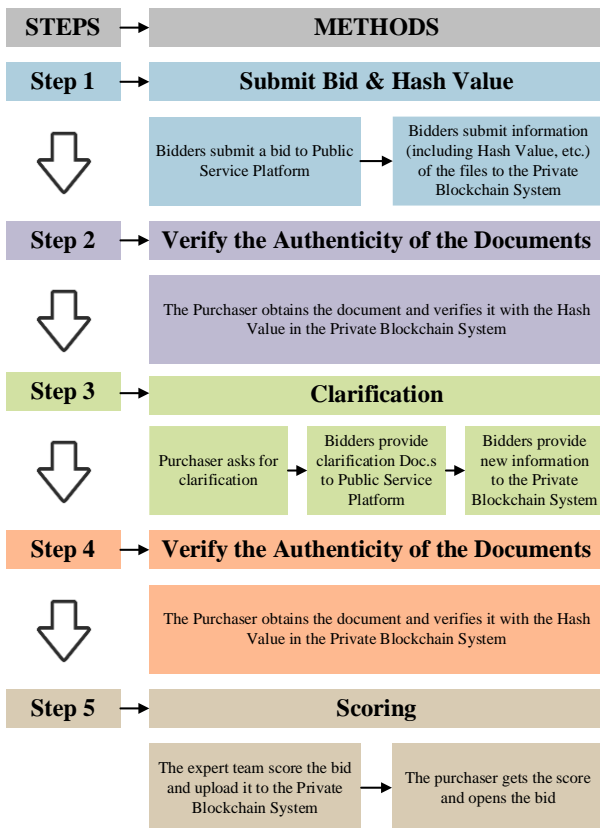 STEPS
METHODS
Step 1
Submit Bid & Hash Value
Bidders submit a bid to Public
Service Platform
Bidders submit information
(including Hash Value, etc.)
of the files to the Private
Blockchain System
Step 2
Verify the Authenticity of the Documents
The Purchaser obtains the document and verifies it with the Hash
Value in the Private Blockchain System
Step 3
Clarification
Purchaser asks for
clarification
Bidders provide
clarification Doc.s
to Public Service
Platform
Bidders provide
new information
to the Private
Blockchain System
Step 4
Verify the Authenticity of the Documents
The Purchaser obtains the document and verifies it with the Hash
Value in the Private Blockchain System
Step 5
Scoring
The expert team score the bid
and upload it to the Private
Blockchain System
The purchaser gets the score
and opens the bid